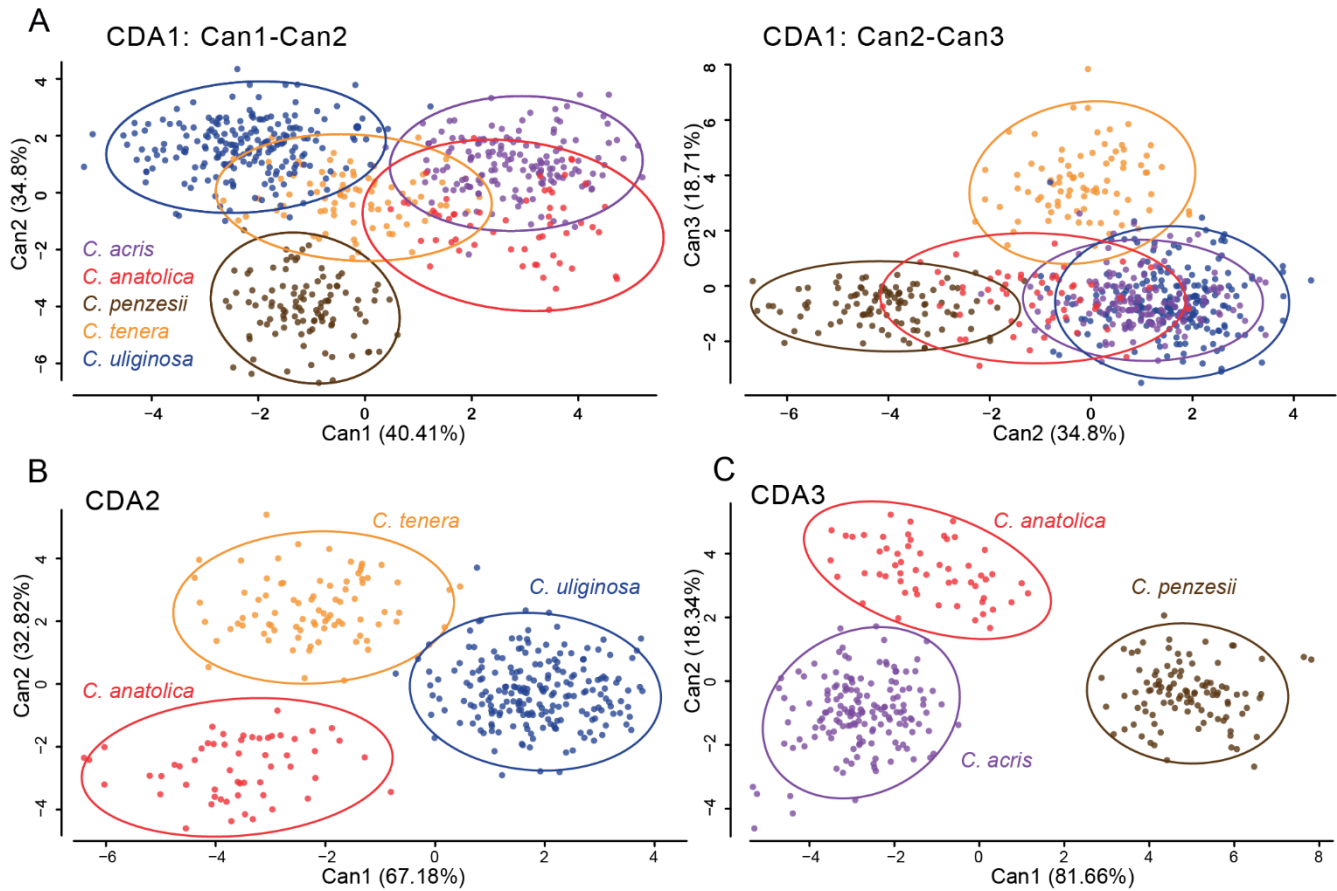 A
CDA1: Can1-Can2
4
2
0
−2
−4
−6
Can2 (34.8%)
C. acris
C. anatolica
C. penzesii
C. tenera
C. uliginosa
−4
−2
0
2
4
Can1 (40.41%)
CDA1: Can2-Can3
8
6
4
2
0
−2
Can3 (18.71%)
−6
−4
−2
0
2
4
Can2 (34.8%)
B
CDA2
4
2
0
−2
−4
Can2 (32.82%)
C. tenera
C. uliginosa
C. anatolica
−6
−4
−2
0
2
4
Can1 (67.18%)
C
CDA3
4
2
0
−2
−4
Can2 (18.34%)
C. anatolica
C. penzesii
C. acris
−4
−2
0
2
4
6
8
Can1 (81.66%)